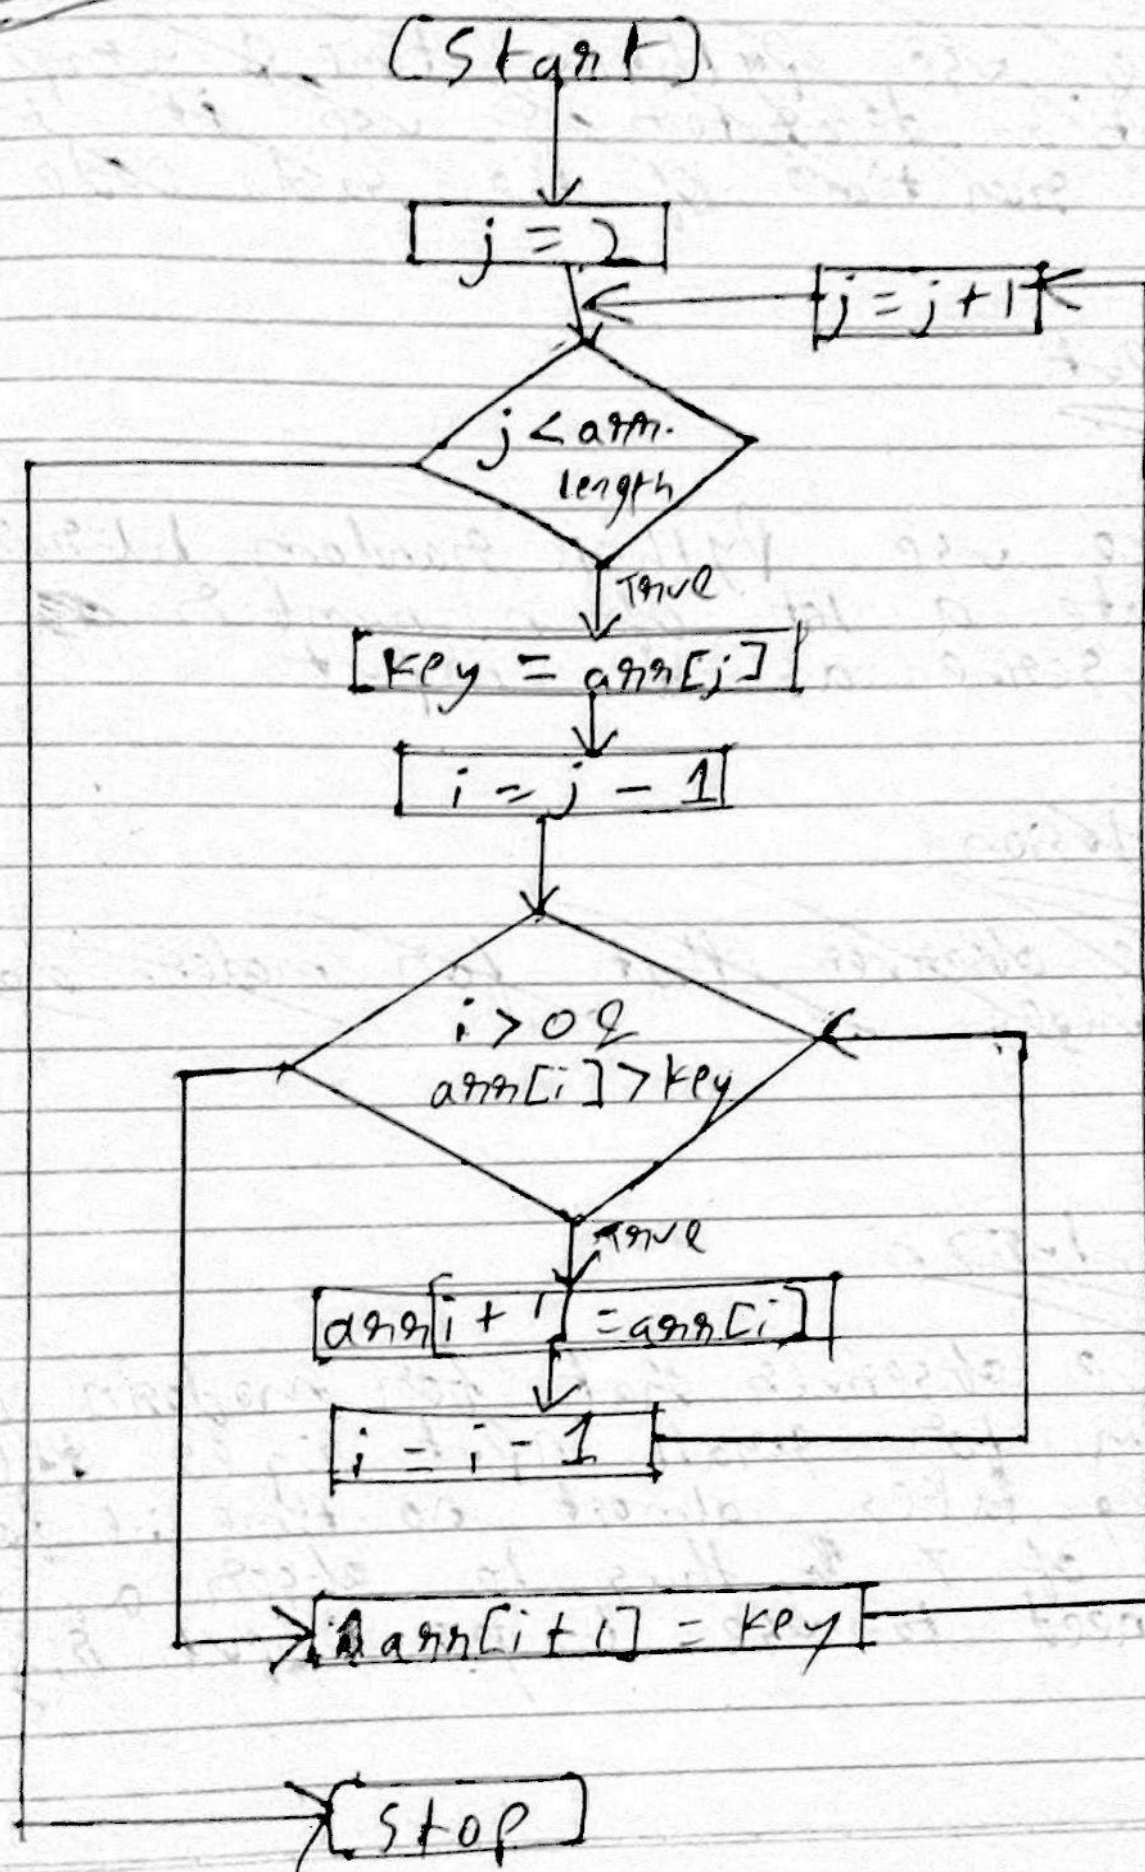 Start
j = 2
j = j + 1
j < arr.
length
True
key = arr[j]
i = j - 1
i > 0 &
arr[i] > key
True
arr[i + 1] = arr[i]
i = i - 1
arr[i+1] = key
Stop